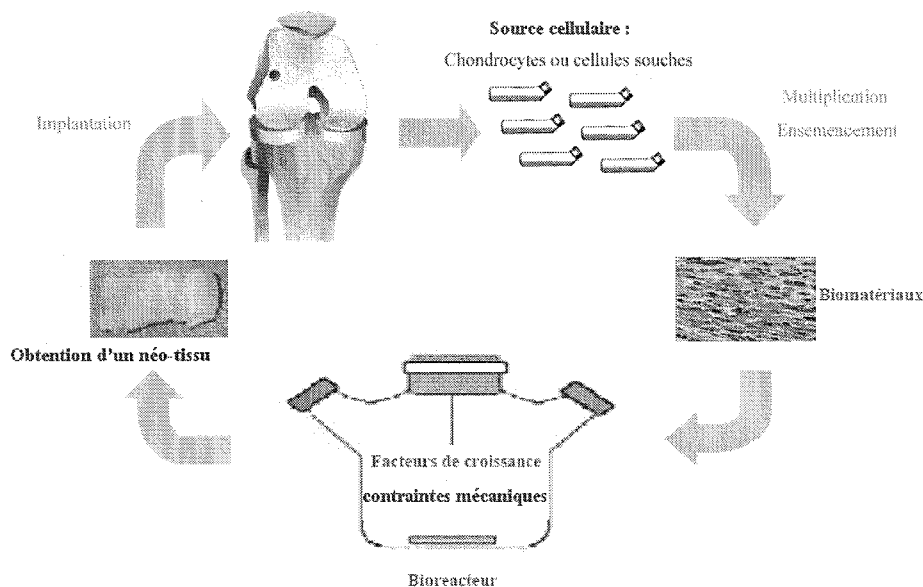 Source cellulaire :
Chondrocytes ou cellules souches
Implantation
Multiplication
Ensemencement
Biomatériaux
Obtention d'un néo-tissu
Facteurs de croissance
contraintes mécaniques
Bioreacteur